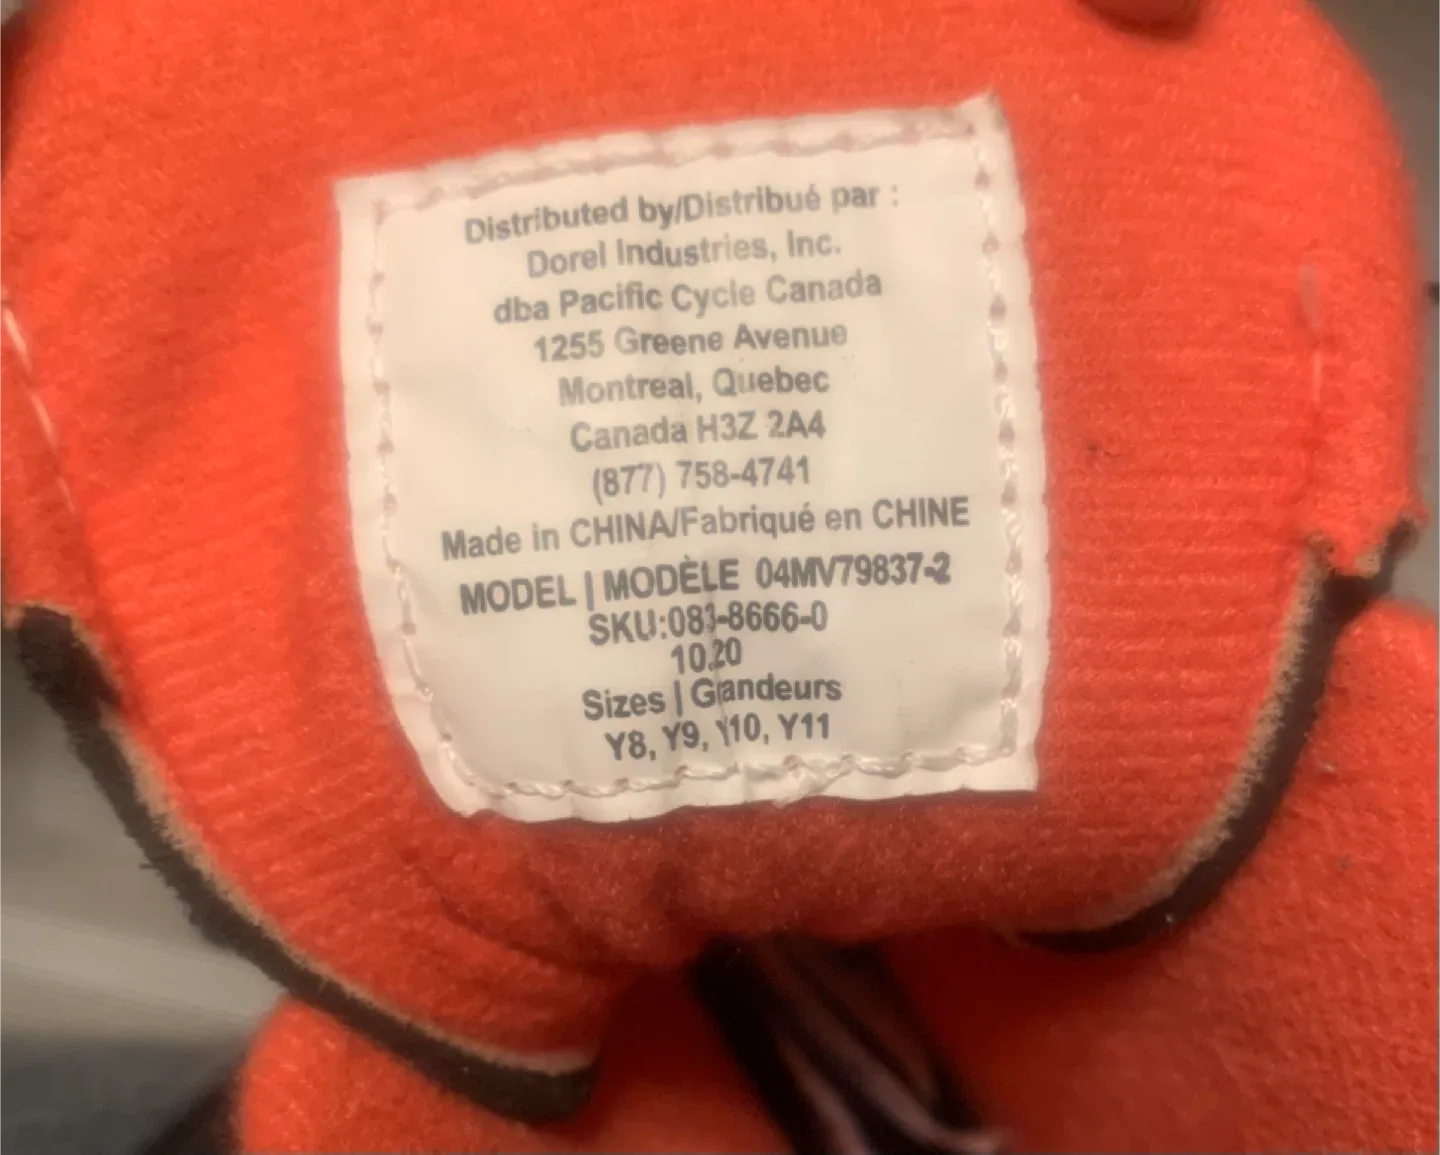 Distributed by/Distribué par :
Dorel Industries, Inc.
dba Pacific Cycle Canada
1255 Greene Avenue
Montreal, Quebec
Canada H3Z 2A4
(877) 758-4741
Made in CHINA/Fabriqué en CHINE
MODEL | MODÈLE 04MV79837-2
SKU:083-8666-0
10.20
Sizes | Grandeurs
Y8, Y9, Y10, Y11